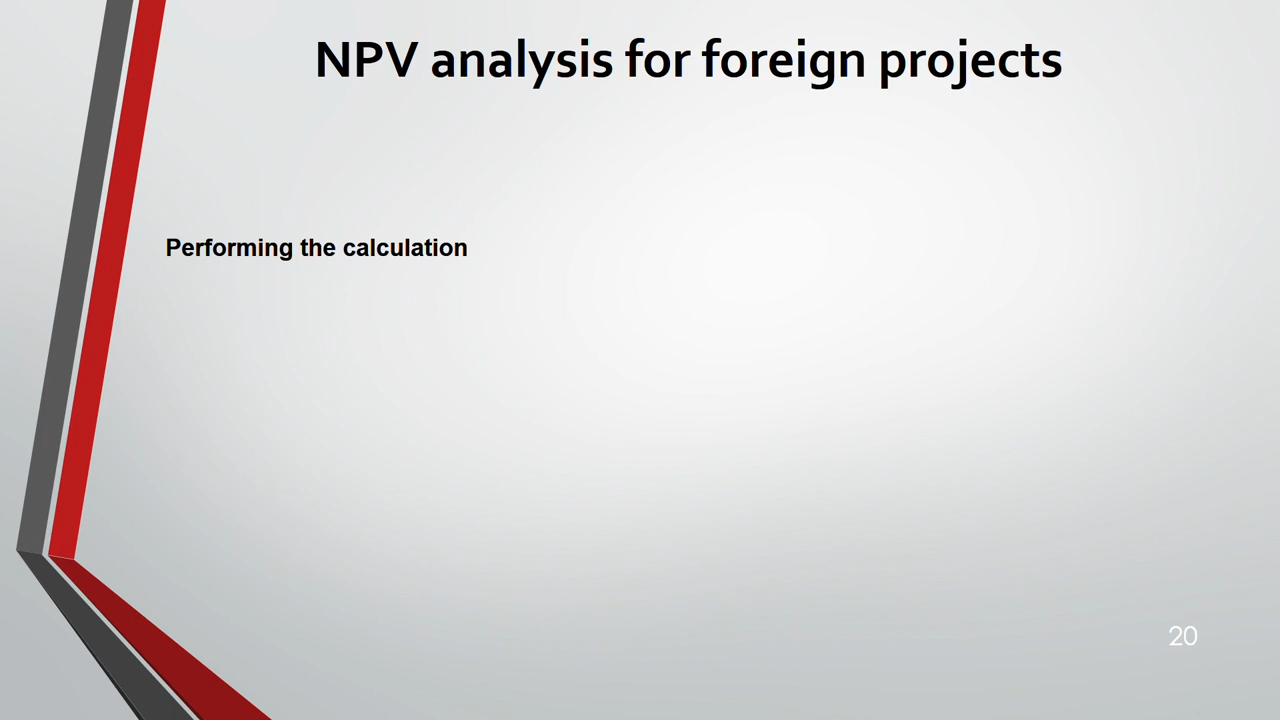 NPV analysis for foreign projects
Performing the calculation
20